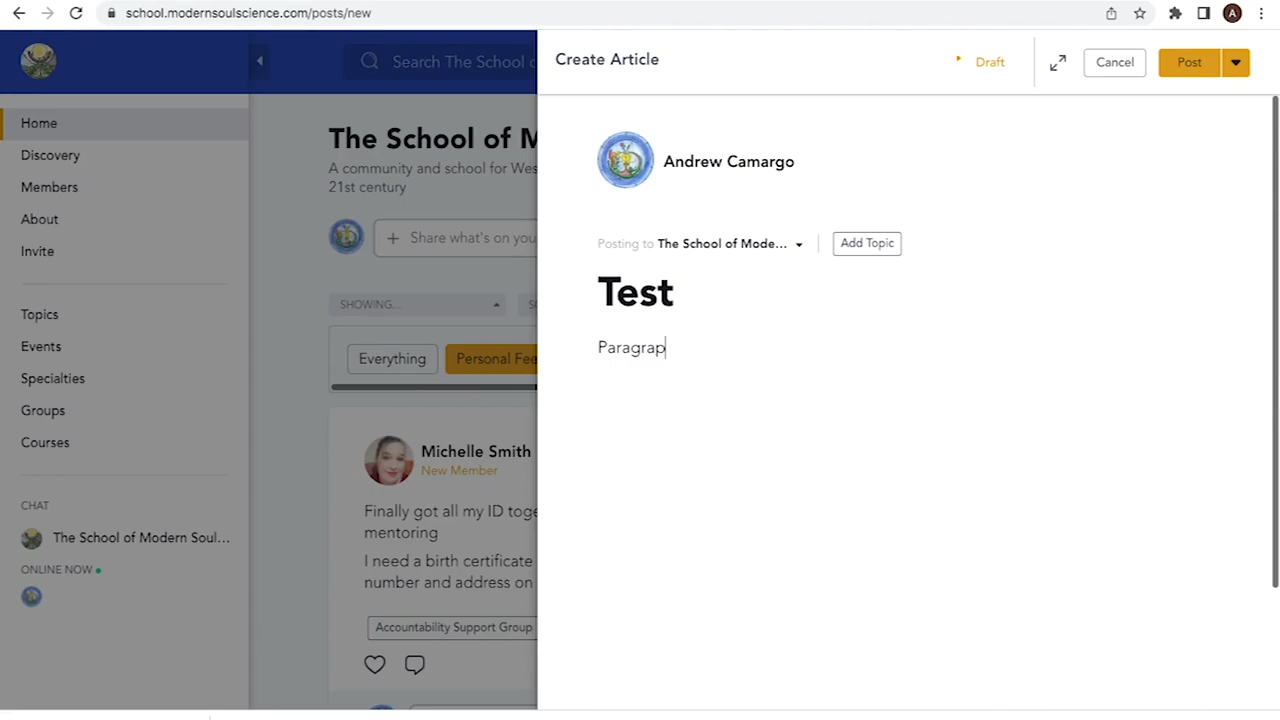 school.modernsoulscience.com/posts/new
A
Search The School o
Create Article
Draft
Cancel
Post
Home
Discovery
Members
About
Invite
Topics
Events
Specialties
Groups
Courses
CHAT
The School of Modern Soul...
ONLINE NOW
The School of M
A community and school for Wes
21st century
Share what's on you
SHOWING...
Everything
Personal Fee
Michelle Smith
New Member
Finally got all my ID toge
mentoring
I need a birth certificate
number and address on
Accountability Support Group
Andrew Camargo
Posting to The School of Mode...
Add Topic
Test
Paragrap